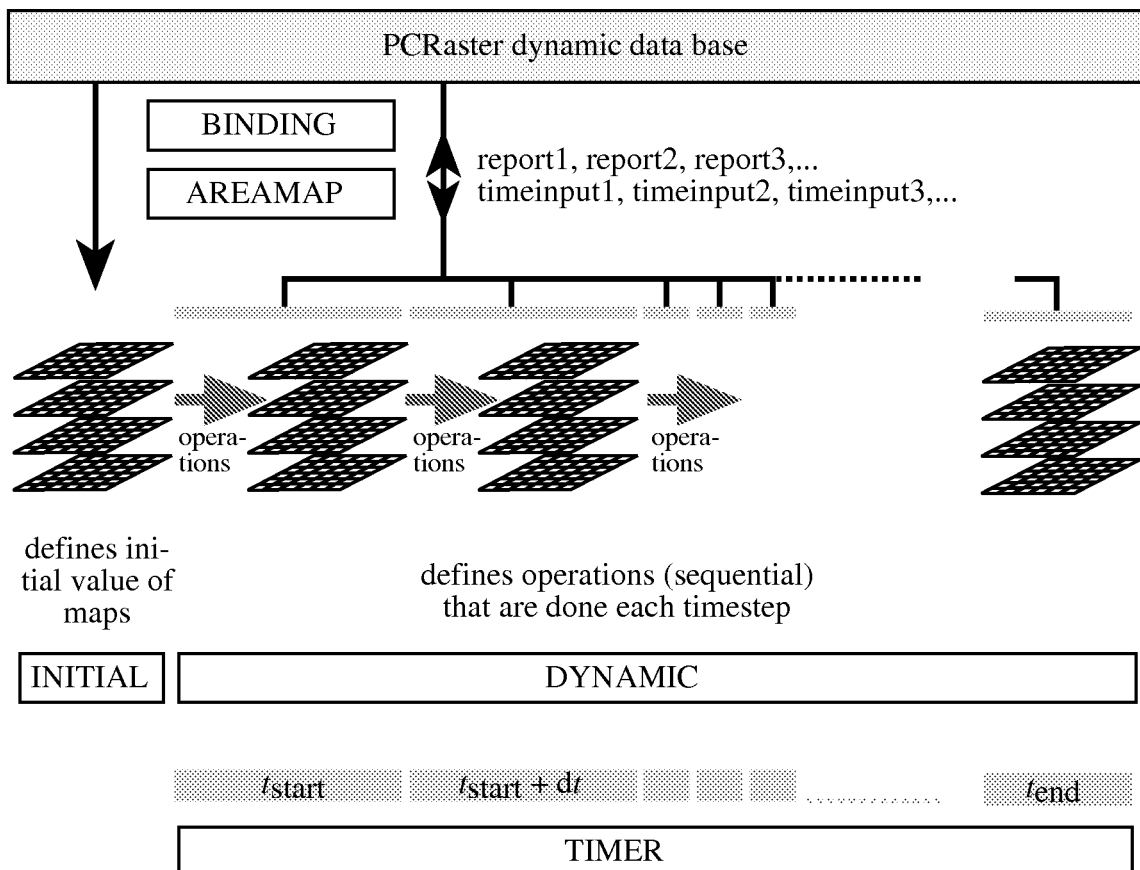 PCRaster dynamic data base
BINDING
AREAMAP
report1, report2, report3,...
timeinput1, timeinput2, timeinput3,...
opera-
tions
opera-
tions
opera-
tions
defines ini-
tial value of
maps
defines operations (sequential)
that are done each timestep
INITIAL
DYNAMIC
tstart
tstart + dt
tend
TIMER